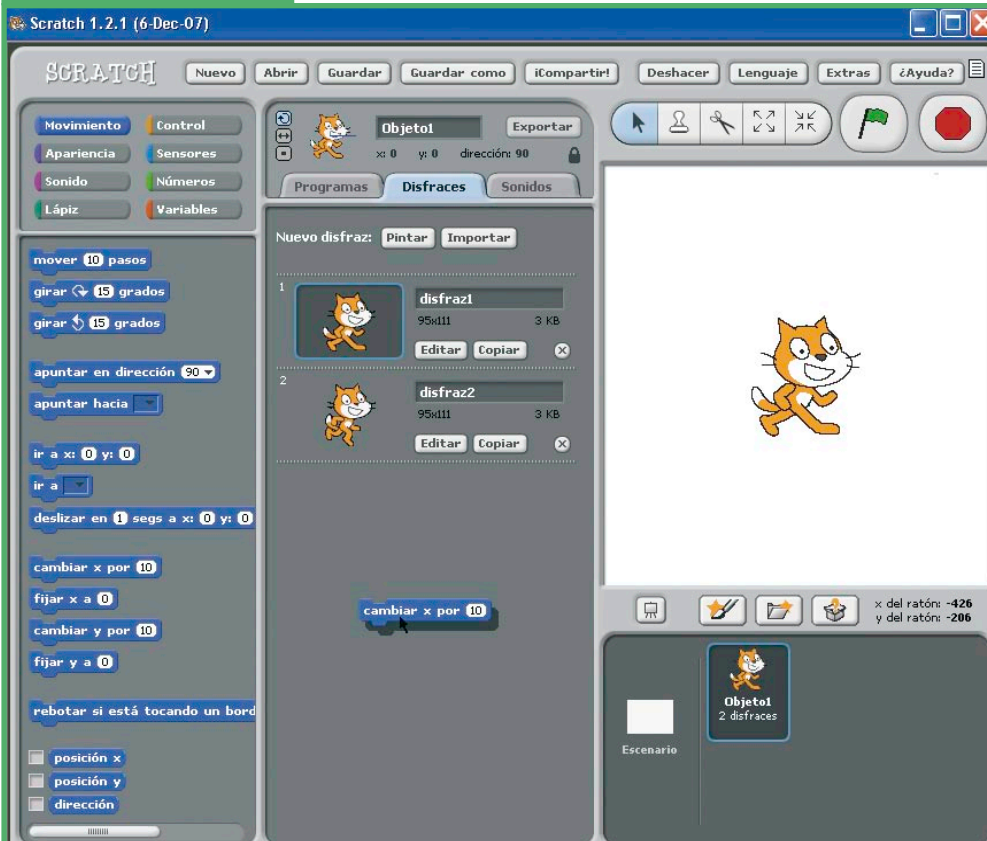 Scratch 1.2.1 (6-Dec-07)
SCRATCH
Nuevo Abrir Guardar Guardar como ¡Compartir! Deshacer Lenguaje Extras ¿Ayuda?
Movimiento Control
Apariencia Sensores
Sonido Números
Lápiz Variables
mover 10 pasos
girar 15 grados
girar 15 grados
apuntar en dirección 90
apuntar hacia
ir a x: 0 y: 0
ir a
deslizar en 1 segs a x: 0 y: 0
cambiar x por 10
fijar x a 0
cambiar y por 10
fijar y a 0
rebotar si está tocando un bord
posición x
posición y
dirección
Objeto1 Exportar
x: 0 y: 0 dirección: 90
Programas Disfraces Sonidos
Nuevo disfraz: Pintar Importar
1
disfraz1
95x111 3 KB
Editar Copiar
2
disfraz2
95x111 3 KB
Editar Copiar
cambiar x por 10
x del ratón: -426
y del ratón: -206
Escenario
Objeto1
2 disfraces